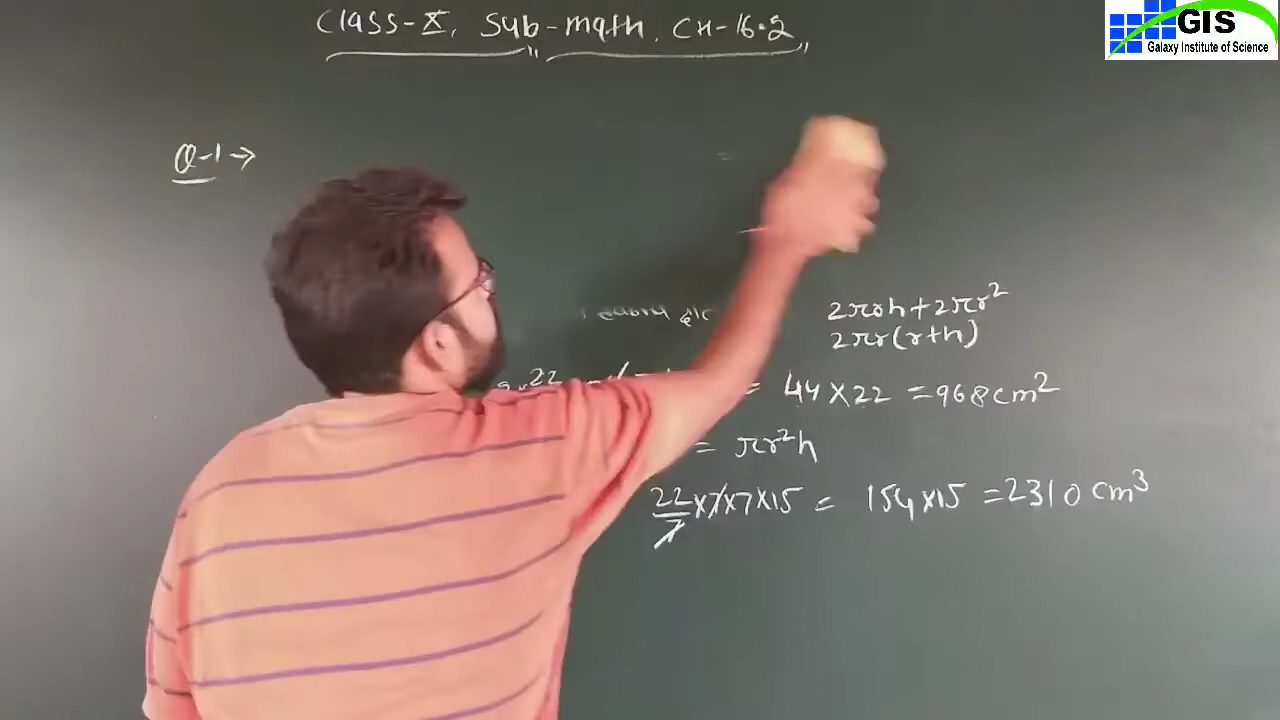 Class-X, Sub-math, CH-16.2
GIS
Galaxy Institute of Science
Q-1→
2πrh+2πr²
2πr(r+h)
22 = 44×22 =968cm²
= πr²h
22/7×7×7×15 = 154×15 =2310 cm³